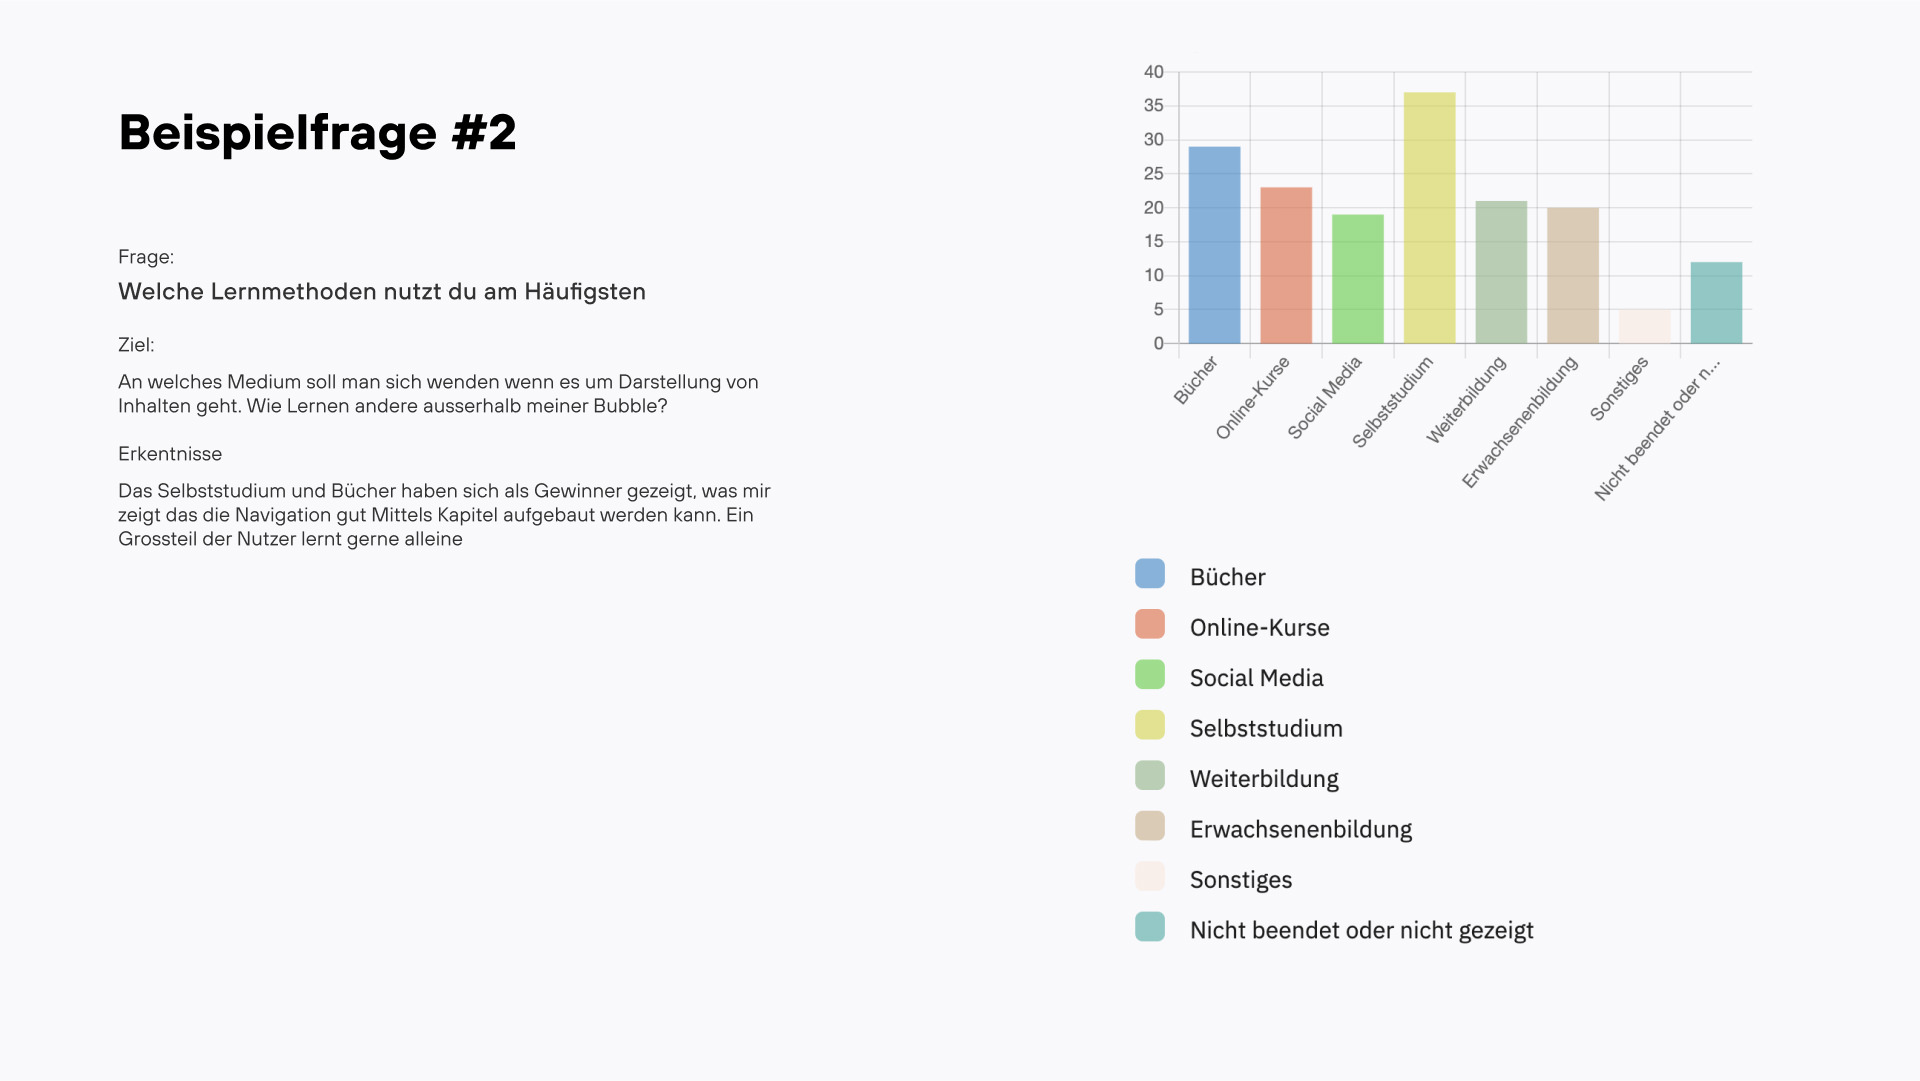 Beispielfrage #2
Frage:
Welche Lernmethoden nutzt du am Häufigsten
Ziel:
An welches Medium soll man sich wenden wenn es um Darstellung von
Inhalten geht. Wie Lernen andere ausserhalb meiner Bubble?
Erkentnisse
Das Selbststudium und Bücher haben sich als Gewinner gezeigt, was mir
zeigt das die Navigation gut Mittels Kapitel aufgebaut werden kann. Ein
Grossteil der Nutzer lernt gerne alleine
40
35
30
25
20
15
10
5
0
Bücher
Online-Kurse
Social Media
Selbststudium
Weiterbildung
Erwachsenenbildung
Sonstiges
Nicht beendet oder n...
Bücher
Online-Kurse
Social Media
Selbststudium
Weiterbildung
Erwachsenenbildung
Sonstiges
Nicht beendet oder nicht gezeigt